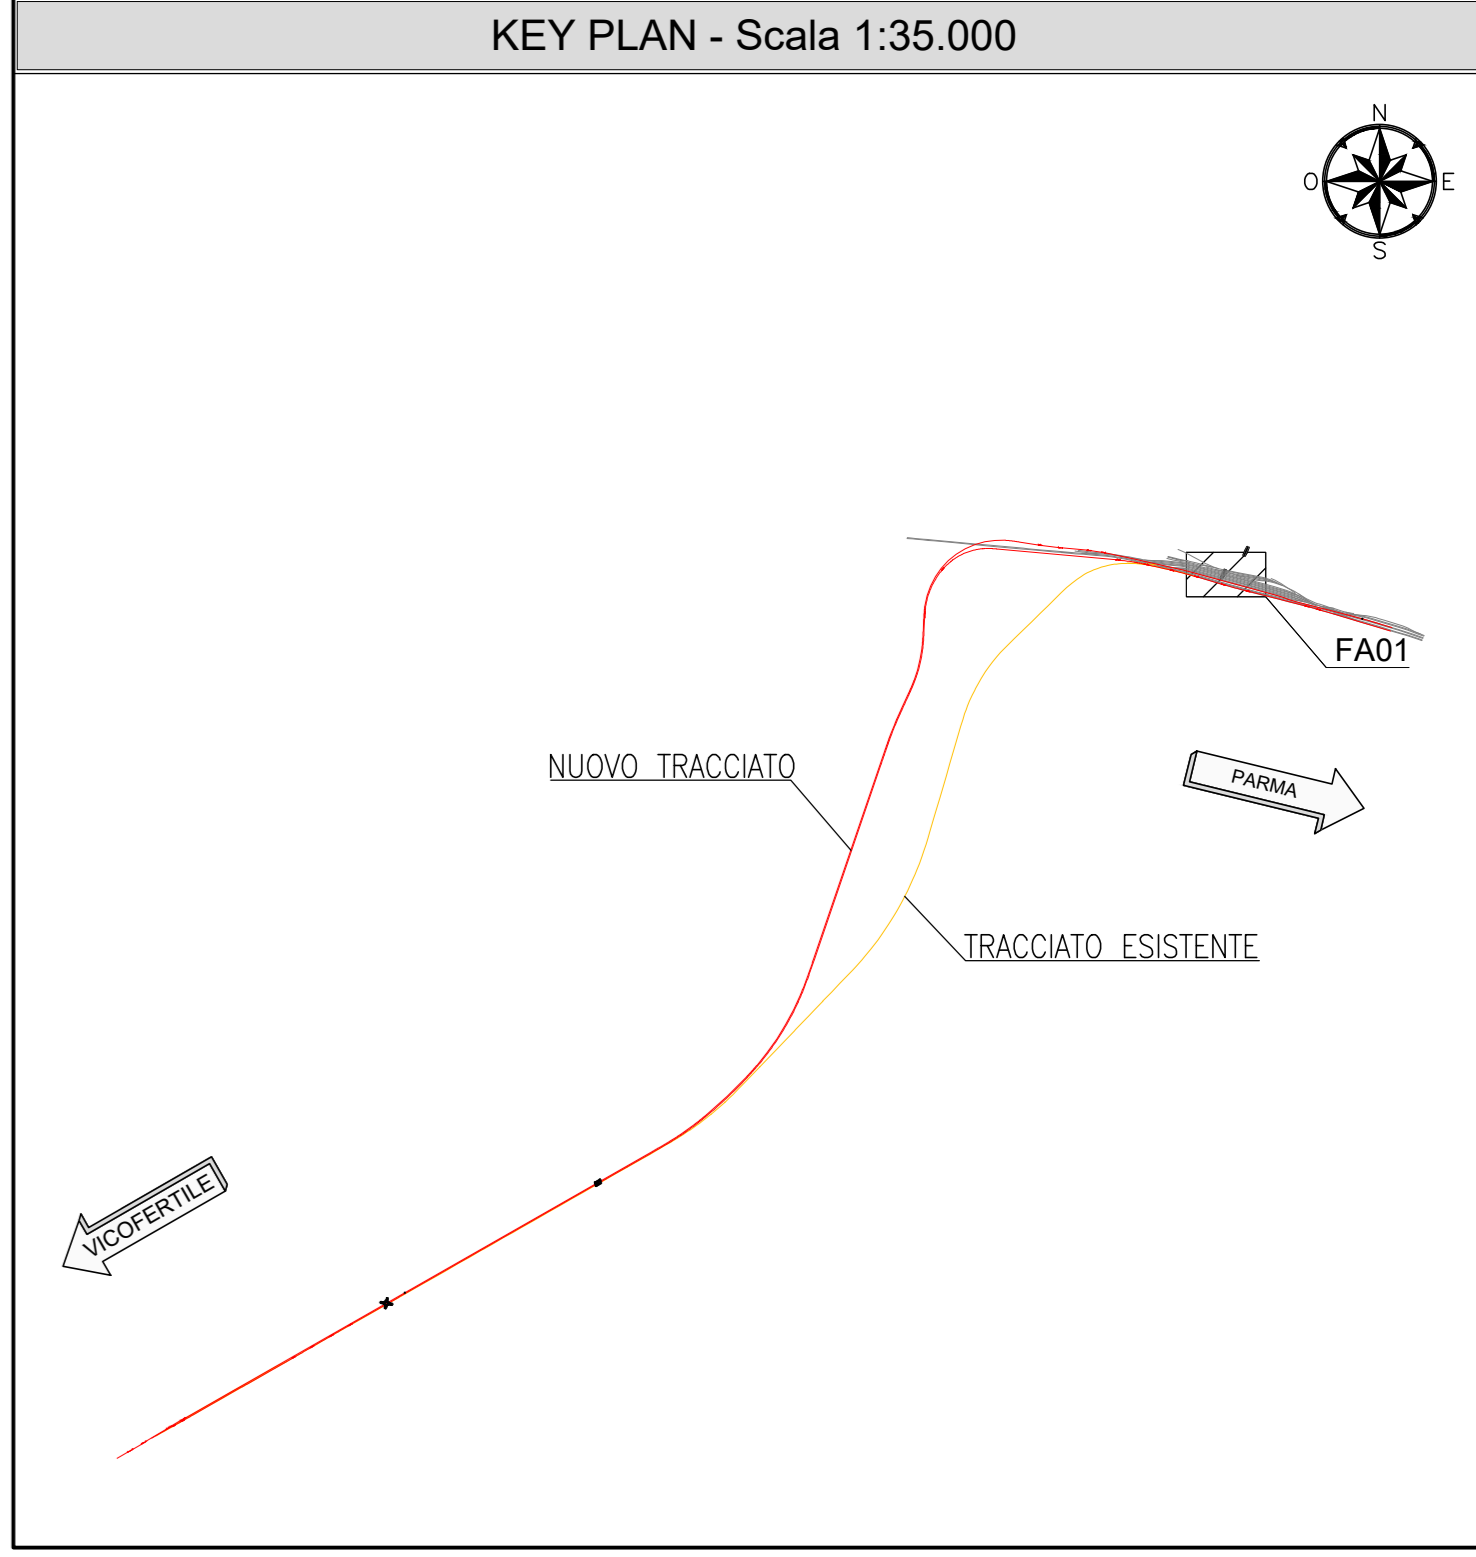 KEY PLAN - Scala 1:35.000
N
O
E
S
FA01
NUOVO TRACCIATO
PARMA
TRACCIATO ESISTENTE
VICOFERTILE